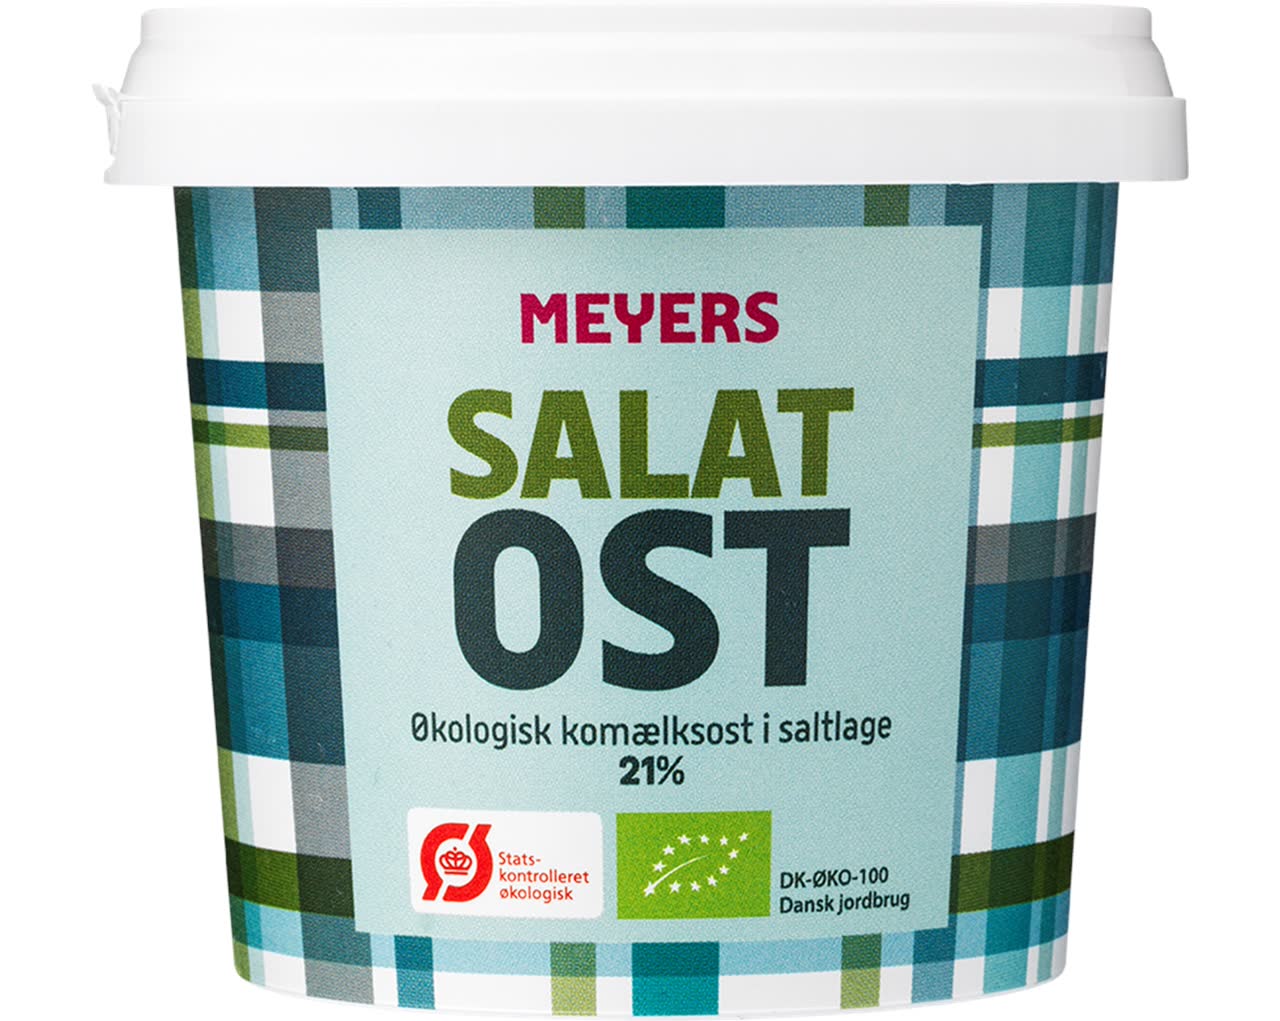 MEYERS
SALAT
OST
Økologisk komælksost i saltlage
21%
Ø
Stats-
kontrolleret
økologisk
DK-ØKO-100
Dansk jordbrug